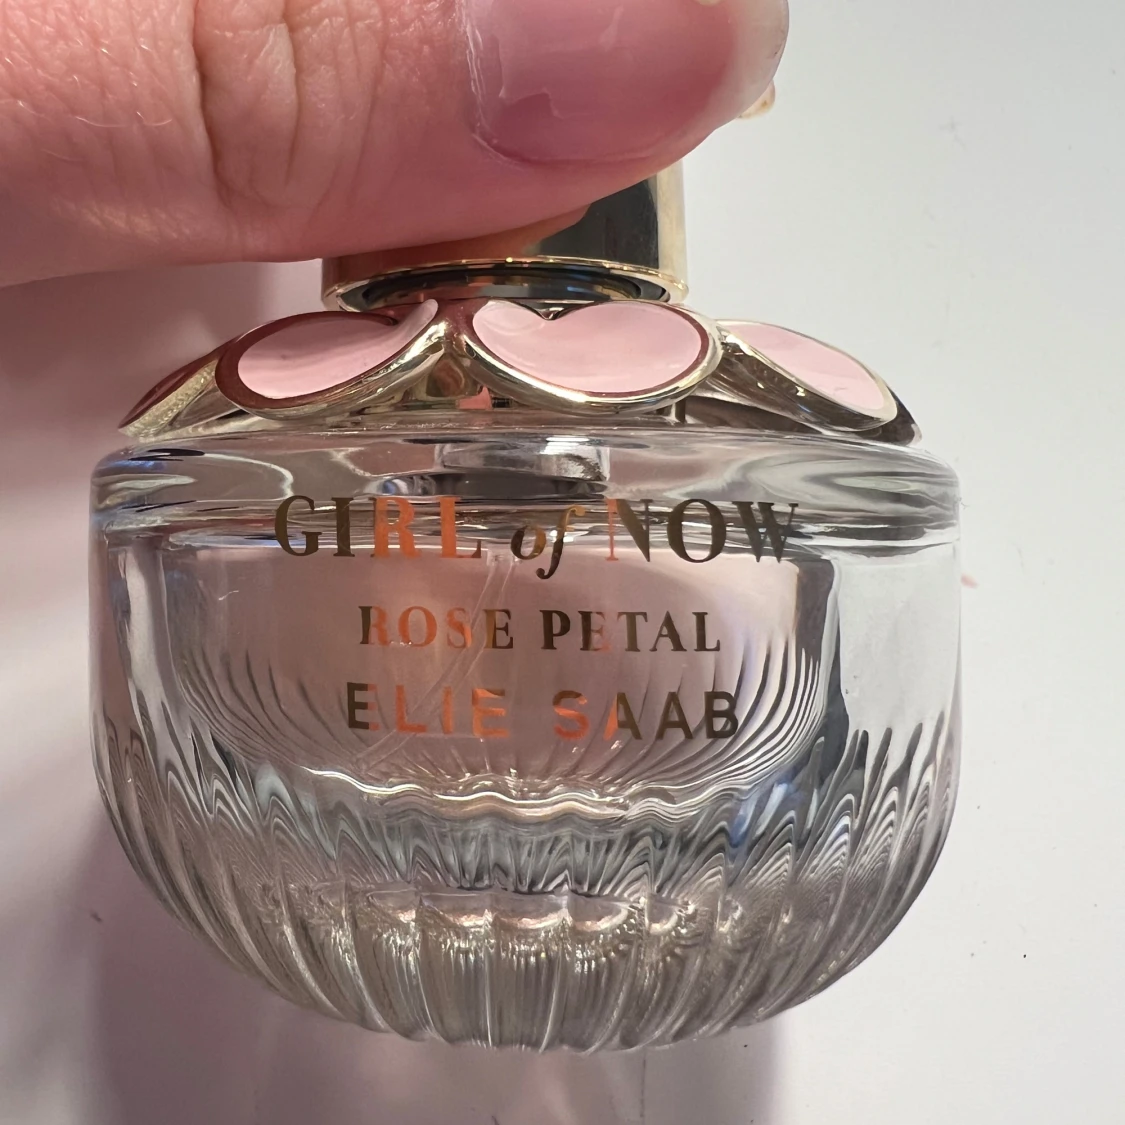 GIRL of NOW
ROSE PETAL
ELIE SAAB